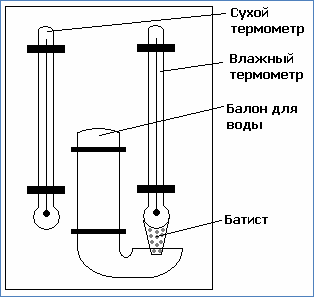 Сухой
термометр
Влажный
термометр
Балон для
воды
Батист